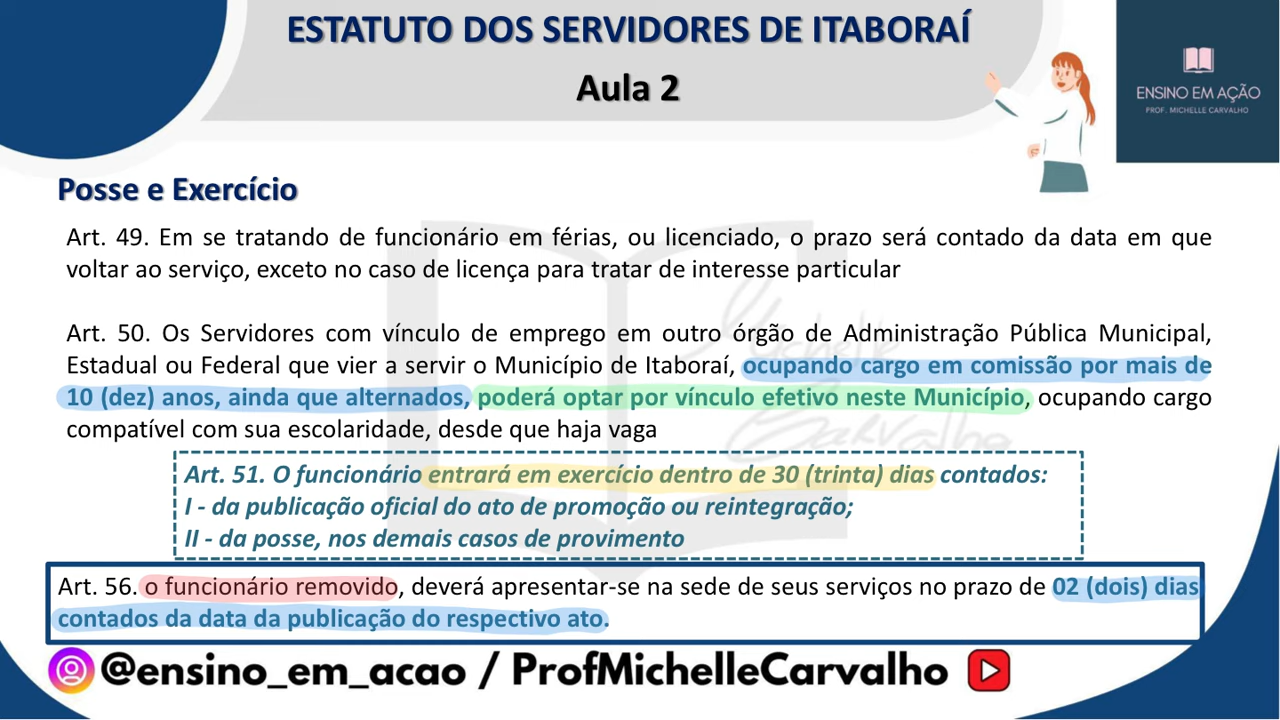 ESTATUTO DOS SERVIDORES DE ITABORAÍ
Aula 2
ENSINO EM AÇÃO
PROF. MICHELLE CARVALHO
Posse e Exercício
Art. 49. Em se tratando de funcionário em férias, ou licenciado, o prazo será contado da data em que
voltar ao serviço, exceto no caso de licença para tratar de interesse particular
Art. 50. Os Servidores com vínculo de emprego em outro órgão de Administração Pública Municipal,
Estadual ou Federal que vier a servir o Município de Itaboraí, ocupando cargo em comissão por mais de
10 (dez) anos, ainda que alternados, poderá optar por vínculo efetivo neste Município, ocupando cargo
compatível com sua escolaridade, desde que haja vaga
Michelle
Carvalho
Art. 51. O funcionário entrará em exercício dentro de 30 (trinta) dias contados:
I - da publicação oficial do ato de promoção ou reintegração;
II - da posse, nos demais casos de provimento
Art. 56. o funcionário removido, deverá apresentar-se na sede de seus serviços no prazo de 02 (dois) dias
contados da data da publicação do respectivo ato.
@ensino_em_acao / ProfMichelleCarvalho